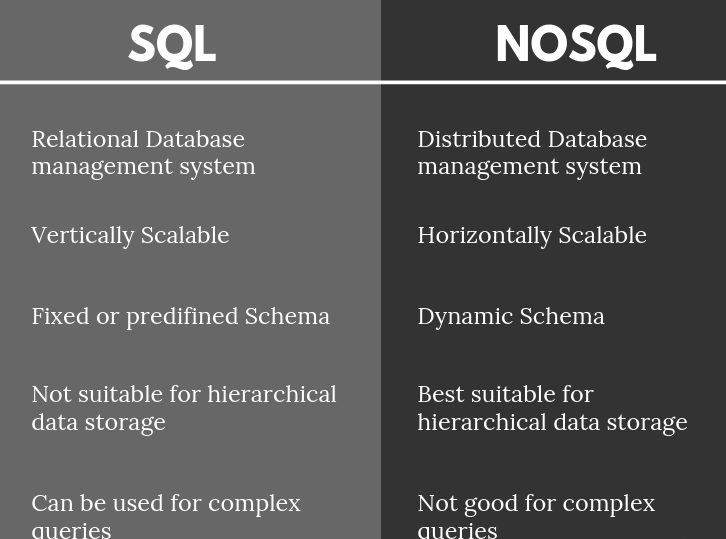 SQL
NOSQL
Relational Database
management system
Distributed Database
management system
Vertically Scalable
Horizontally Scalable
Fixed or predifined Schema
Dynamic Schema
Not suitable for hierarchical
data storage
Best suitable for
hierarchical data storage
Can be used for complex
queries
Not good for complex
queries